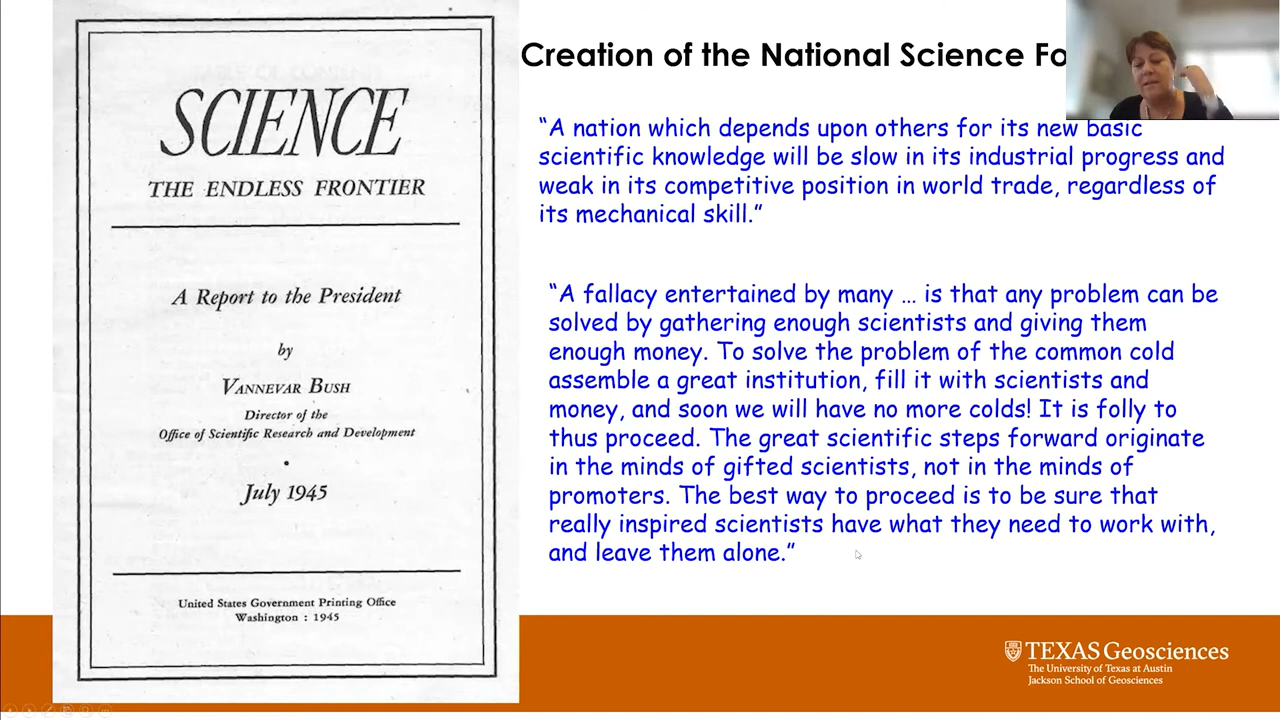 SCIENCE
THE ENDLESS FRONTIER
A Report to the President
by
VANNEVAR BUSH
Director of the
Office of Scientific Research and Development
July 1945
United States Government Printing Office
Washington : 1945
Creation of the National Science Fo
“A nation which depends upon others for its new basic
scientific knowledge will be slow in its industrial progress and
weak in its competitive position in world trade, regardless of
its mechanical skill.”
“A fallacy entertained by many … is that any problem can be
solved by gathering enough scientists and giving them
enough money. To solve the problem of the common cold
assemble a great institution, fill it with scientists and
money, and soon we will have no more colds! It is folly to
thus proceed. The great scientific steps forward originate
in the minds of gifted scientists, not in the minds of
promoters. The best way to proceed is to be sure that
really inspired scientists have what they need to work with,
and leave them alone.”
TEXAS Geosciences
The University of Texas at Austin
Jackson School of Geosciences